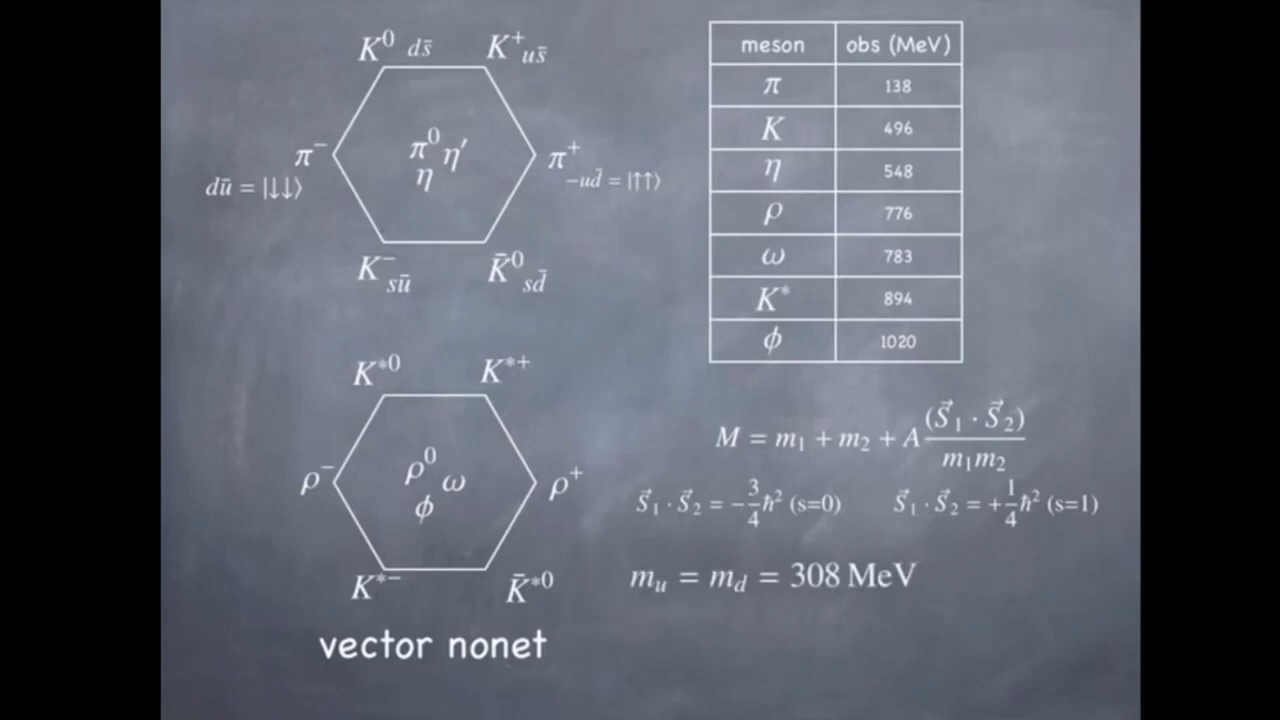 K⁰ ds̄ K⁺ us̄
π⁻ π⁰ η′ π⁺
η
dū = |↓↓⟩ −ud̄ = |↑↑⟩
K⁻ sū K̄⁰ sd̄
K*⁰ K*⁺
ρ⁻ ρ⁰ ω ρ⁺
ϕ
K*⁻ K̄*⁰
vector nonet
meson obs (MeV)
π 138
K 496
η 548
ρ 776
ω 783
K* 894
ϕ 1020
M = m₁ + m₂ + A (S⃗₁ · S⃗₂) / m₁m₂
S⃗₁ · S⃗₂ = −3/4 ħ² (s=0) S⃗₁ · S⃗₂ = +1/4 ħ² (s=1)
mᵤ = m_d = 308 MeV